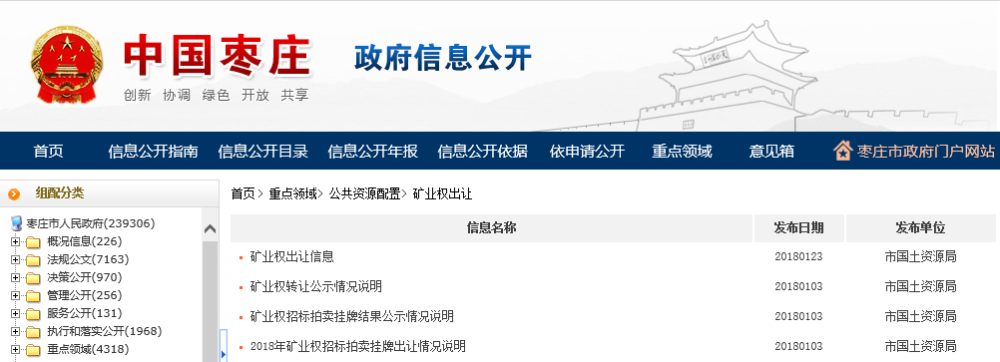 中国枣庄
政府信息公开
创新 协调 绿色 开放 共享
首页 信息公开指南 信息公开目录 信息公开年报 信息公开依据 依申请公开 重点领域 意见箱 枣庄市政府门户网站
组配分类
枣庄市人民政府(239306)
概况信息(226)
法规公文(7163)
决策公开(970)
管理公开(256)
服务公开(131)
执行和落实公开(1968)
重点领域(4318)
首页> 重点领域> 公共资源配置> 矿业权出让
信息名称 发布日期 发布单位
矿业权出让信息 20180123 市国土资源局
矿业权转让公示情况说明 20180103 市国土资源局
矿业权招标拍卖挂牌结果公示情况说明 20180103 市国土资源局
2018年矿业权招标拍卖挂牌出让情况说明 20180103 市国土资源局